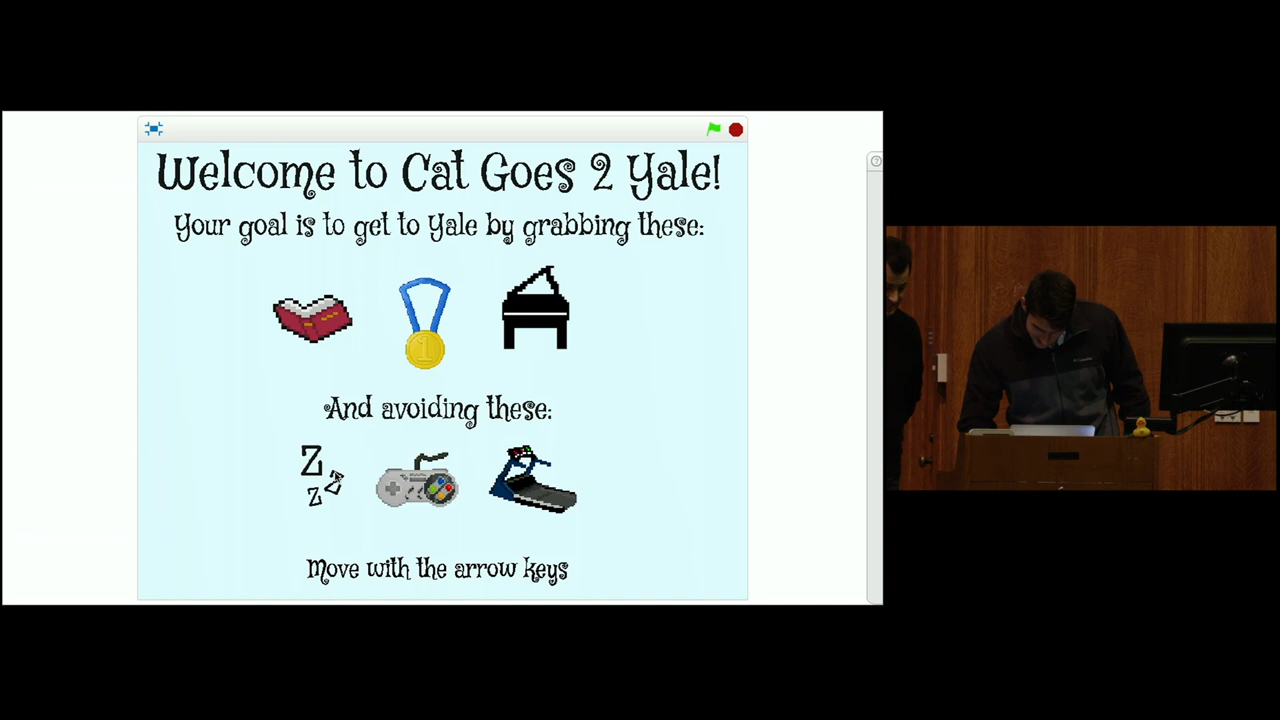 Welcome to Cat Goes 2 Yale!
Your goal is to get to Yale by grabbing these:
1
And avoiding these:
Z
z
z
Move with the arrow keys